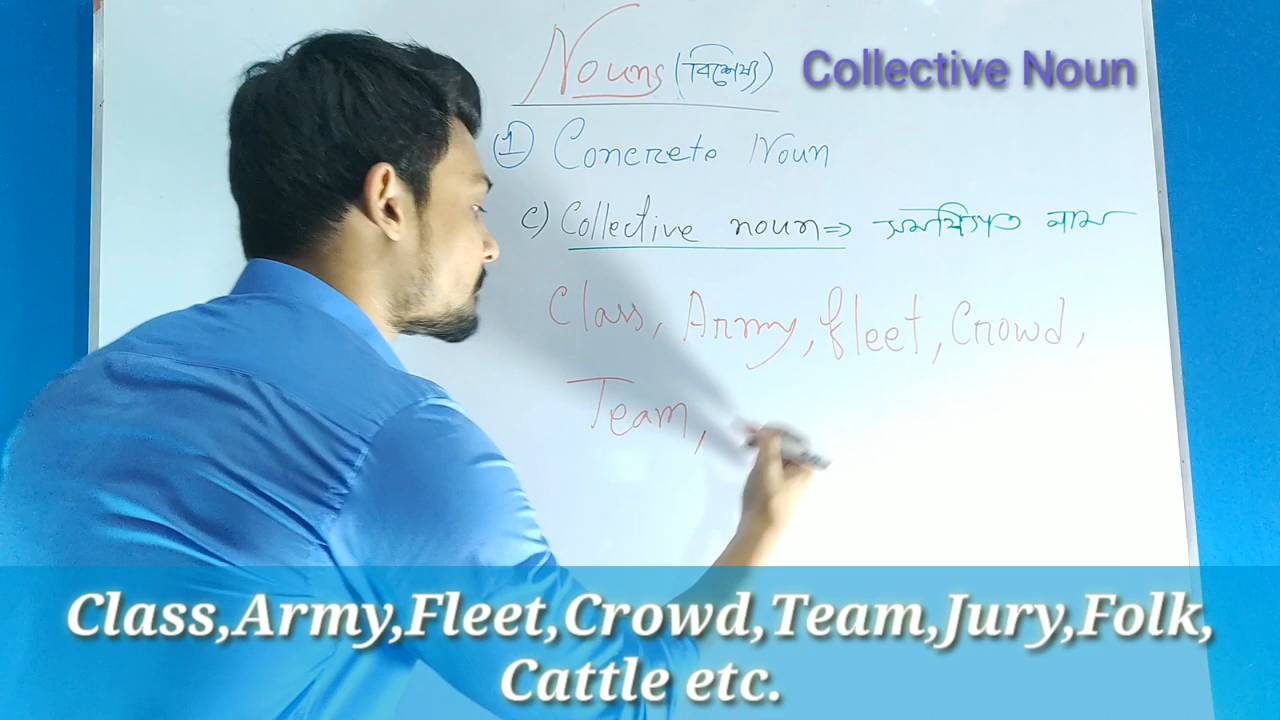 Nouns (বিশেষ্য)
Collective Noun
① Concrete Noun
c) Collective noun⇒ সমষ্টিগত নাম
Class, Army, fleet, Crowd,
Team,
Class,Army,Fleet,Crowd,Team,Jury,Folk,
Cattle etc.